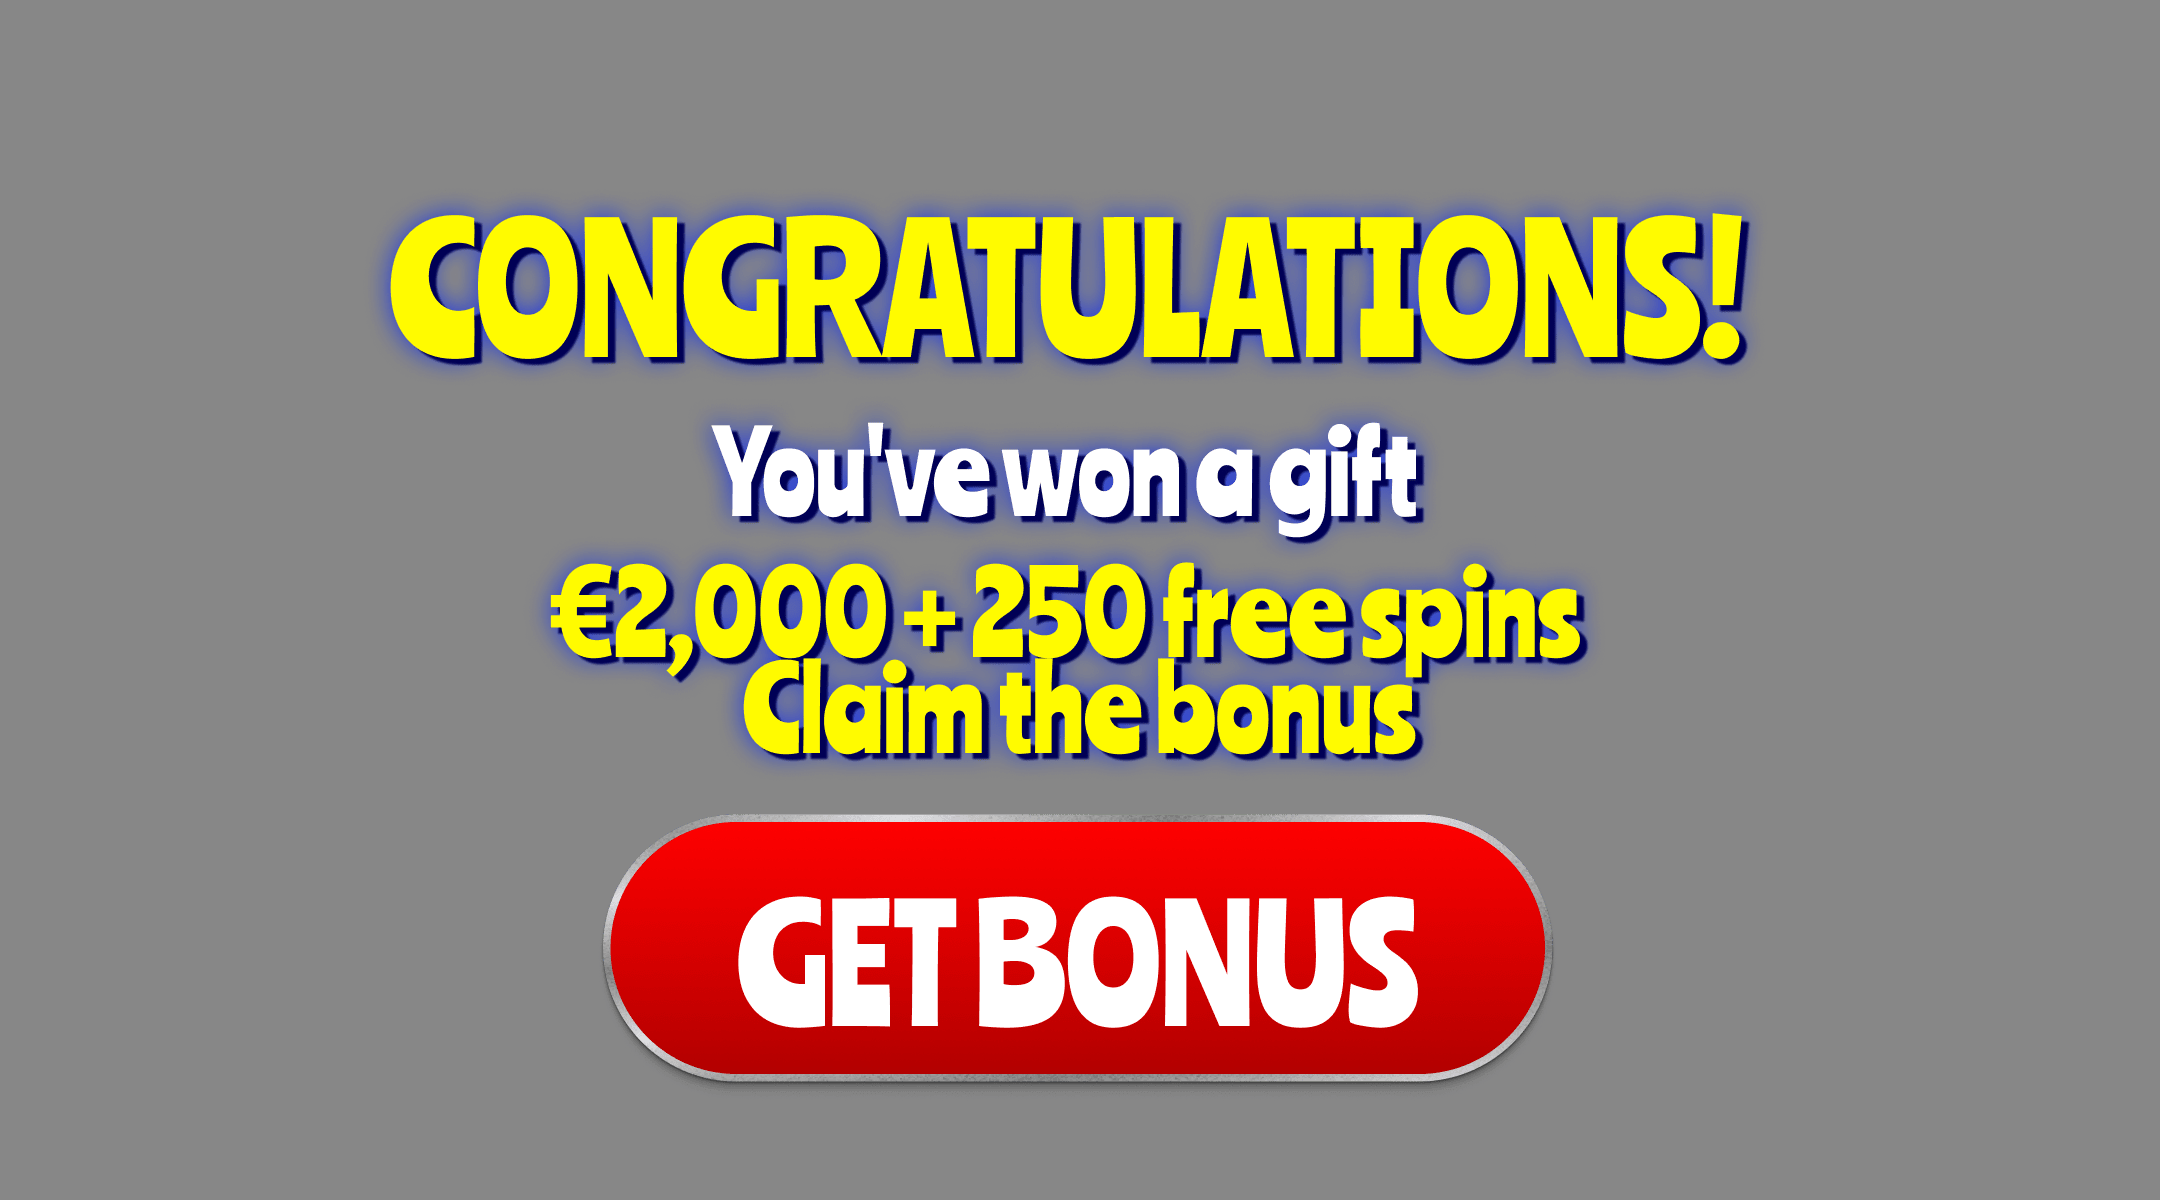 CONGRATULATIONS!
You've won a gift
€2,000 + 250 free spins
Claim the bonus
GET BONUS